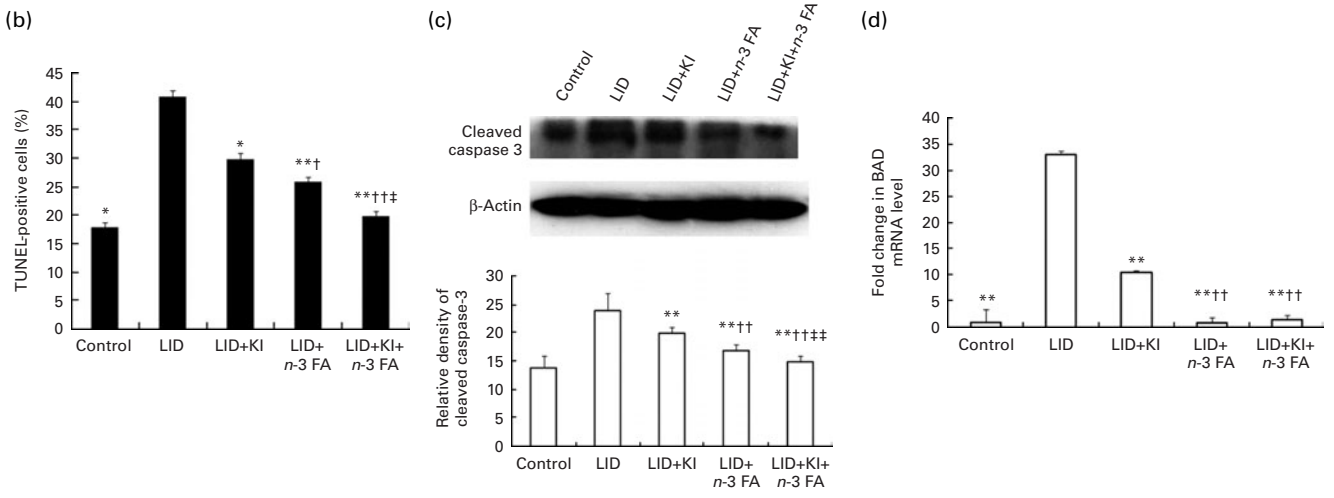 (b)
TUNEL-positive cells (%)
45
40
35
30
25
20
15
10
5
0
*
*
**†
**††‡
Control
LID
LID+KI
LID+
n-3 FA
LID+KI+
n-3 FA
(c)
Control
LID
LID+KI
LID+n-3 FA
LID+KI+n-3 FA
Cleaved
caspase 3
β-Actin
Relative density of
cleaved caspase-3
30
25
20
15
10
5
0
**
**††
**††‡‡
Control
LID
LID+KI
LID+
n-3 FA
LID+KI+
n-3 FA
(d)
Fold change in BAD
mRNA level
40
35
30
25
20
15
10
5
0
**
**
**††
**††
Control
LID
LID+KI
LID+
n-3 FA
LID+KI+
n-3 FA